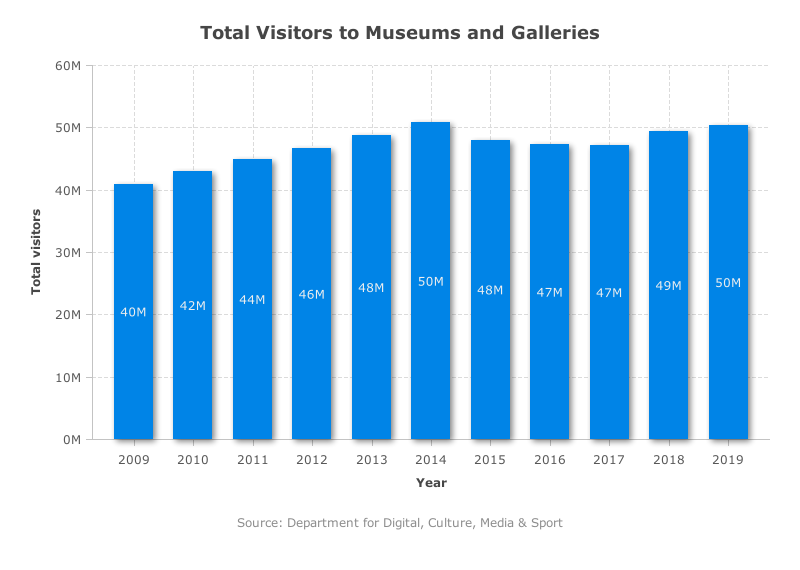 Total Visitors to Museums and Galleries
60M
50M
40M
30M
20M
10M
0M
Total visitors
40M
42M
44M
46M
48M
50M
48M
47M
47M
49M
50M
2009 2010 2011 2012 2013 2014 2015 2016 2017 2018 2019
Year
Source: Department for Digital, Culture, Media & Sport